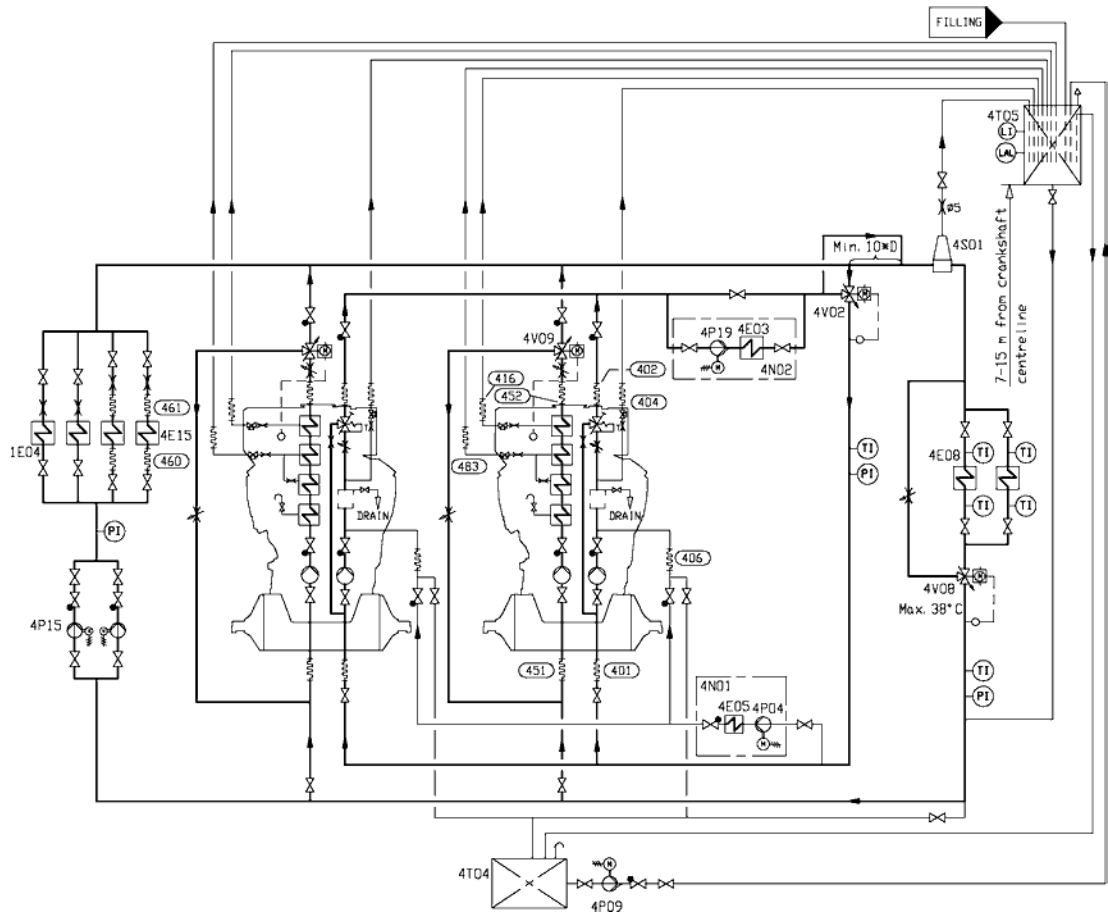 FILLING
4T05
LI
LAL
ø5
4S01
7-15 m from crankshaft
centreline
Min. 10*D
M
4V02
4V09
M
M
4P19
4E03
M
4N02
402
416
452
404
461
1E04
4E15
460
483
TI
PI
4E08
TI
TI
TI
TI
PI
DRAIN
DRAIN
406
M
4V08
Max. 38°C
4P15
M
M
451
401
TI
PI
4N01
4E05
4P04
M
4T04
M
4P09